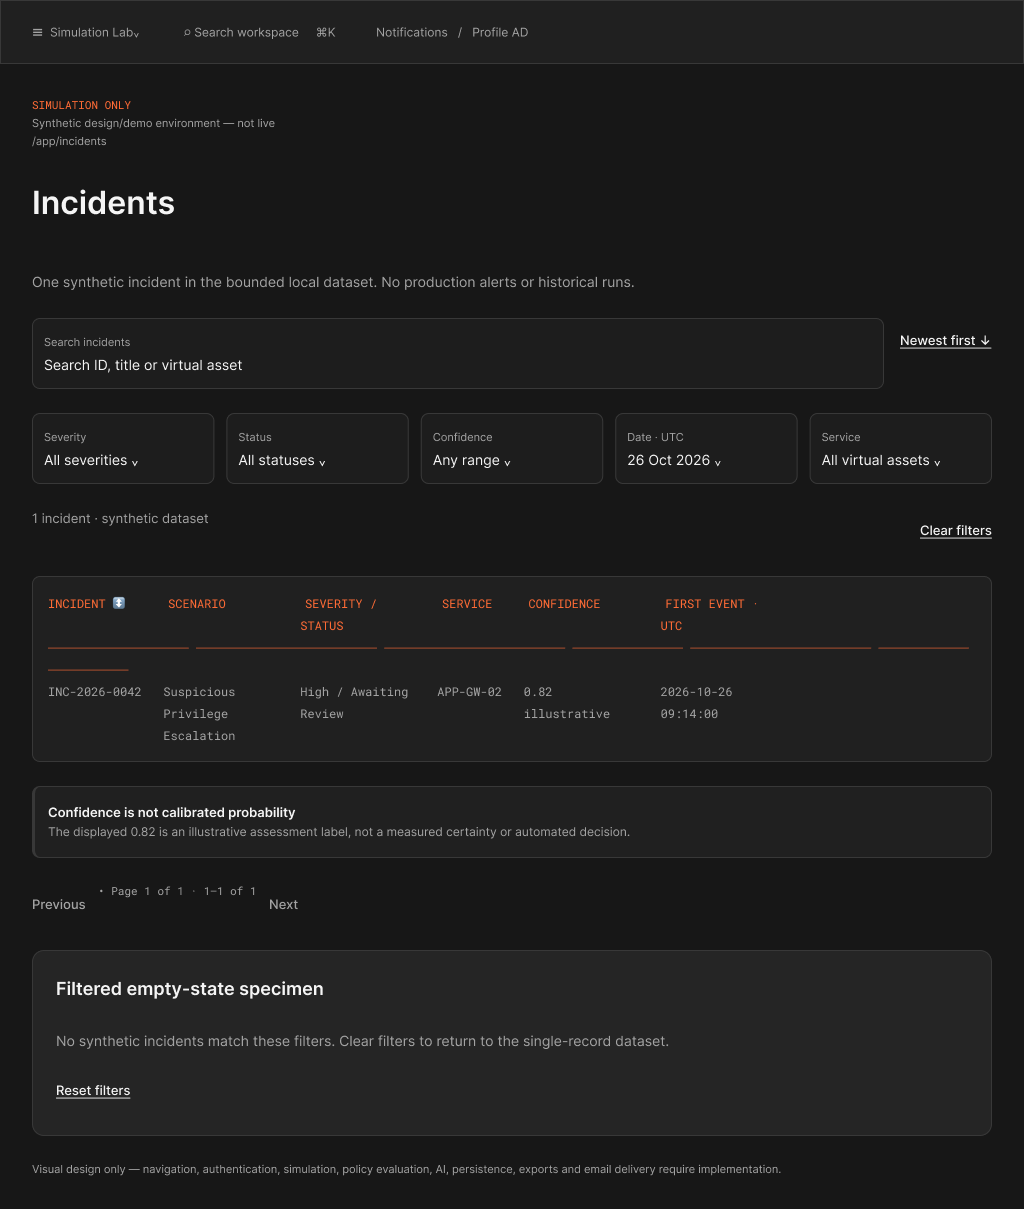 ≡ Simulation Lab˅ ⌕ Search workspace ⌘K Notifications / Profile AD
SIMULATION ONLY
Synthetic design/demo environment — not live
/app/incidents
Incidents
One synthetic incident in the bounded local dataset. No production alerts or historical runs.
Search incidents
Search ID, title or virtual asset
Newest first ↓
Severity
All severities ˅
Status
All statuses ˅
Confidence
Any range ˅
Date · UTC
26 Oct 2026 ˅
Service
All virtual assets ˅
1 incident · synthetic dataset
Clear filters
INCIDENT ↕️ SCENARIO SEVERITY / SERVICE CONFIDENCE FIRST EVENT ·
STATUS UTC
INC-2026-0042 Suspicious High / Awaiting APP-GW-02 0.82 2026-10-26
Privilege Review illustrative 09:14:00
Escalation
Confidence is not calibrated probability
The displayed 0.82 is an illustrative assessment label, not a measured certainty or automated decision.
Previous • Page 1 of 1 · 1–1 of 1 Next
Filtered empty-state specimen
No synthetic incidents match these filters. Clear filters to return to the single-record dataset.
Reset filters
Visual design only — navigation, authentication, simulation, policy evaluation, AI, persistence, exports and email delivery require implementation.